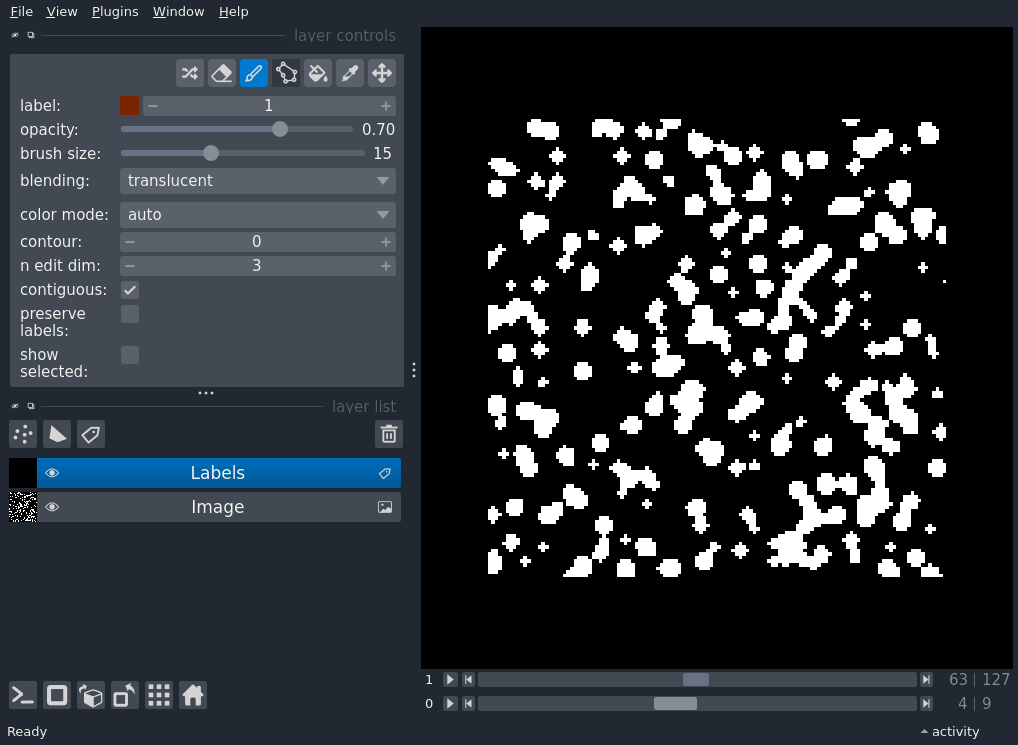 File View Plugins Window Help
layer controls
label: 1
opacity: 0.70
brush size: 15
blending: translucent
color mode: auto
contour: 0
n edit dim: 3
contiguous:
preserve
labels:
show
selected:
layer list
Labels
Image
1 63 | 127
0 4 | 9
Ready activity